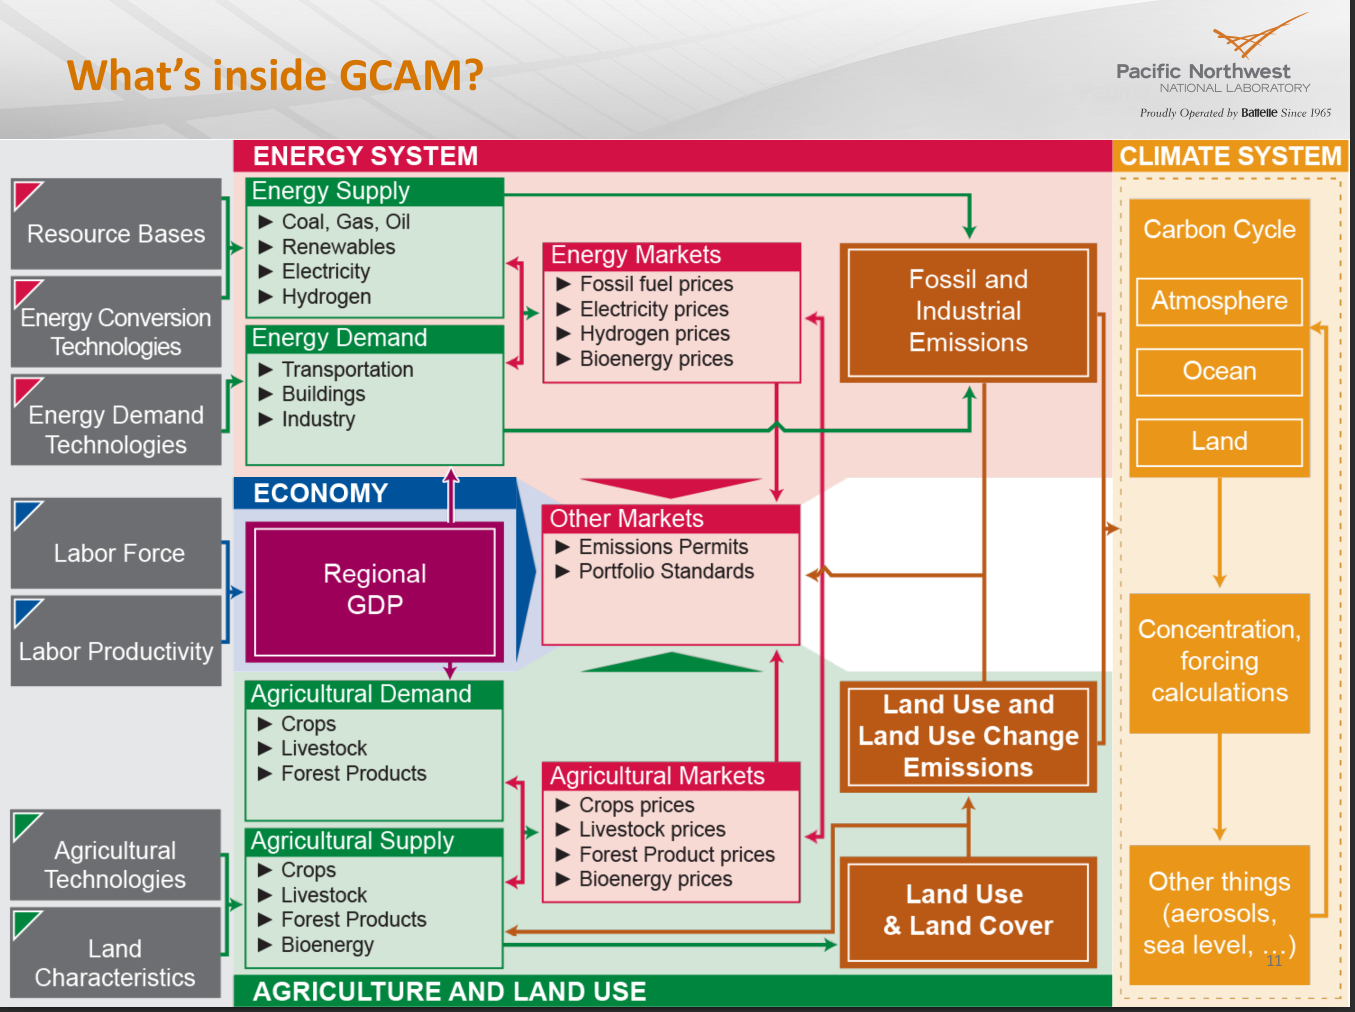 What's inside GCAM?
Pacific Northwest
NATIONAL LABORATORY
Proudly Operated by Battelle Since 1965
ENERGY SYSTEM
CLIMATE SYSTEM
Resource Bases
Energy Conversion
Technologies
Energy Demand
Technologies
Labor Force
Labor Productivity
Agricultural
Technologies
Land
Characteristics
Energy Supply
► Coal, Gas, Oil
► Renewables
► Electricity
► Hydrogen
Energy Demand
► Transportation
► Buildings
► Industry
Energy Markets
► Fossil fuel prices
► Electricity prices
► Hydrogen prices
► Bioenergy prices
Fossil and
Industrial
Emissions
ECONOMY
Regional
GDP
Other Markets
► Emissions Permits
► Portfolio Standards
Agricultural Demand
► Crops
► Livestock
► Forest Products
Agricultural Supply
► Crops
► Livestock
► Forest Products
► Bioenergy
Agricultural Markets
► Crops prices
► Livestock prices
► Forest Product prices
► Bioenergy prices
Land Use and
Land Use Change
Emissions
Land Use
& Land Cover
AGRICULTURE AND LAND USE
Carbon Cycle
Atmosphere
Ocean
Land
Concentration,
forcing
calculations
Other things
(aerosols,
sea level, …)
11